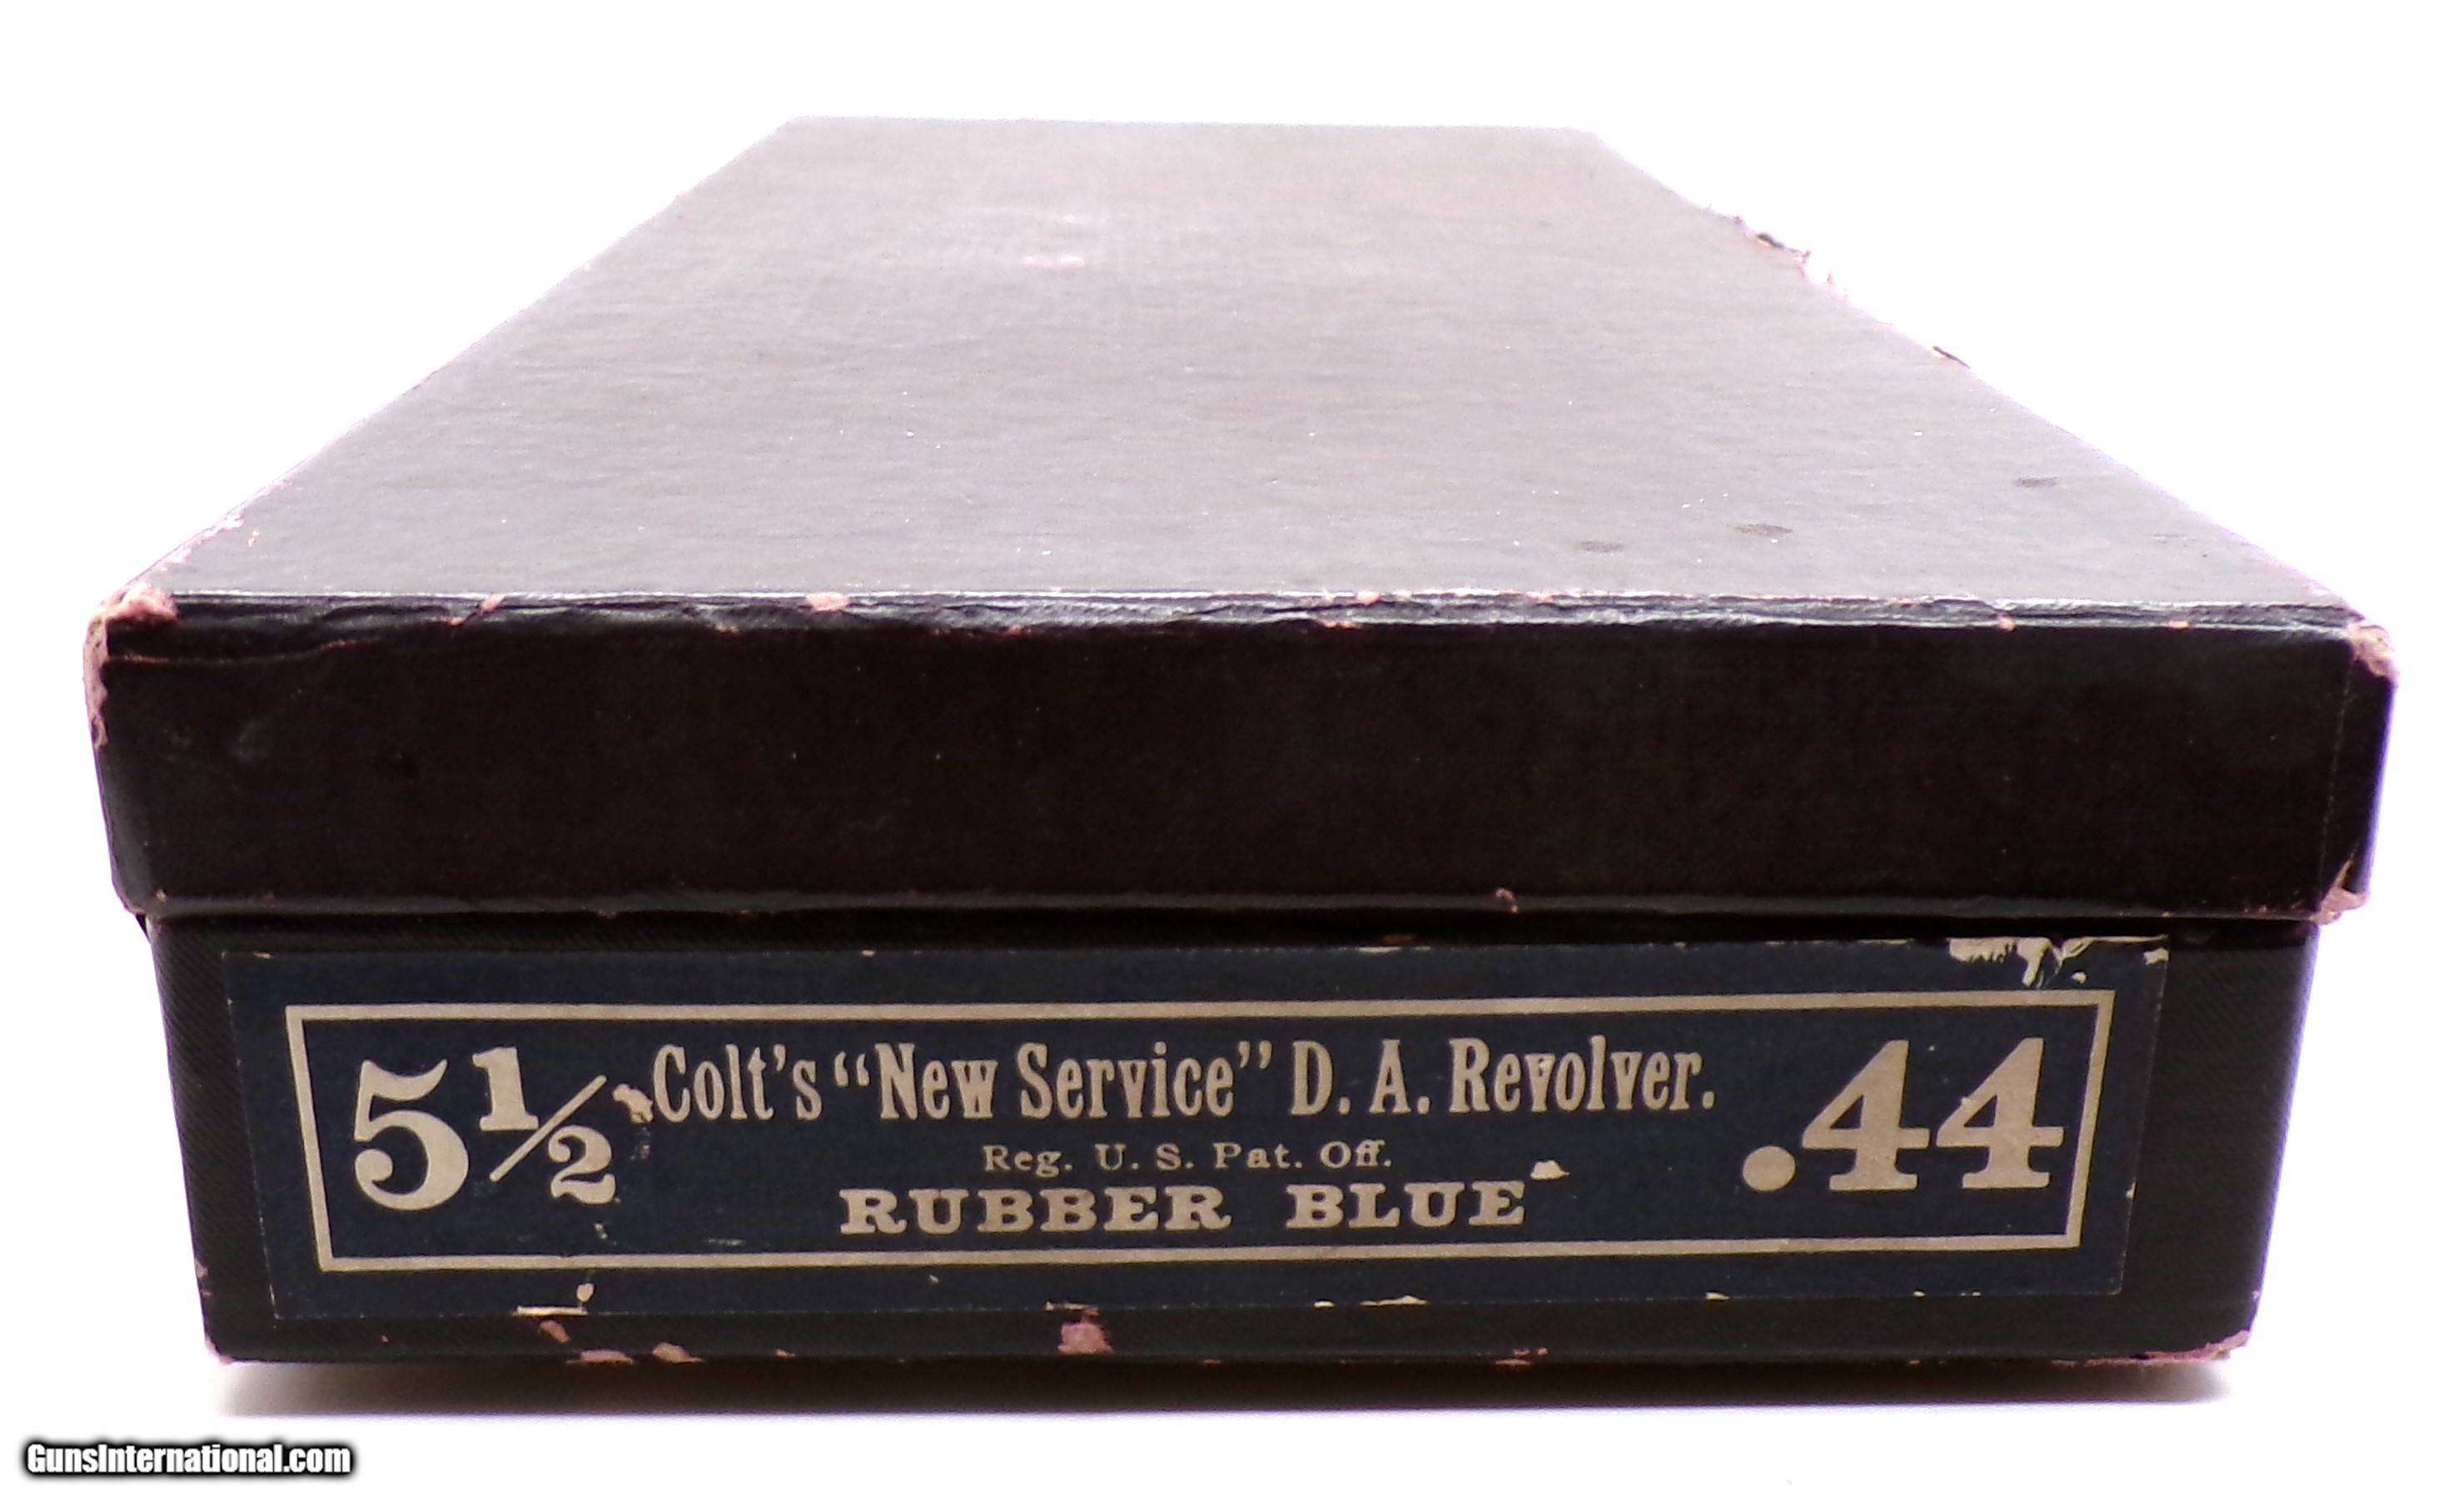 5½ Colt's "New Service" D. A. Revolver. .44
Reg. U. S. Pat. Off.
RUBBER BLUE
GunsInternational.com